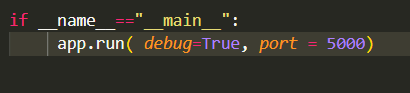 if __name__=="__main__":
    app.run( debug=True, port = 5000)